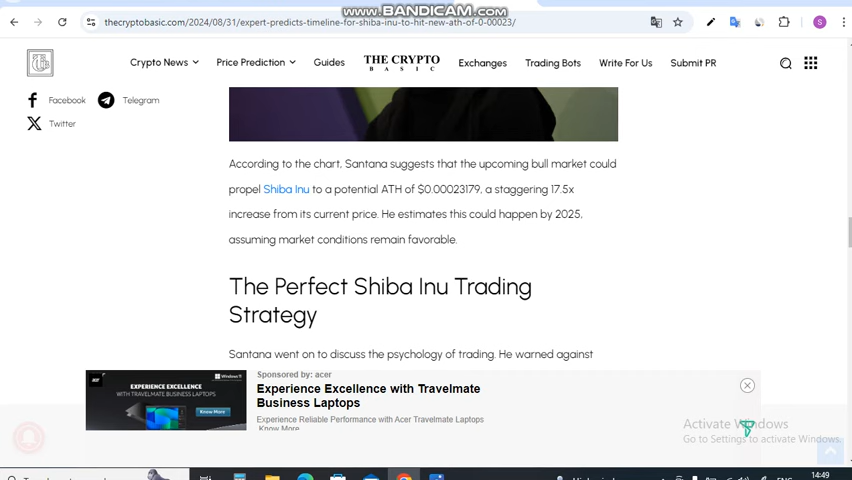 www.BANDICAM.com
thecryptobasic.com/2024/08/31/expert-predicts-timeline-for-shiba-inu-to-hit-new-ath-of-0-00023/
S
Crypto News
Price Prediction
Guides
THE CRYPTO
BASIC
Exchanges
Trading Bots
Write For Us
Submit PR
Facebook
Telegram
Twitter
According to the chart, Santana suggests that the upcoming bull market could
propel Shiba Inu to a potential ATH of $0.00023179, a staggering 17.5x
increase from its current price. He estimates this could happen by 2025,
assuming market conditions remain favorable.
The Perfect Shiba Inu Trading
Strategy
Santana went on to discuss the psychology of trading. He warned against
acer
Windows 11
EXPERIENCE EXCELLENCE
WITH TRAVELMATE BUSINESS LAPTOPS
Know More
Sponsored by: acer
Experience Excellence with Travelmate
Business Laptops
Experience Reliable Performance with Acer Travelmate Laptops
Know More
Activate Windows
Go to Settings to activate Windows.
ENG
14:49